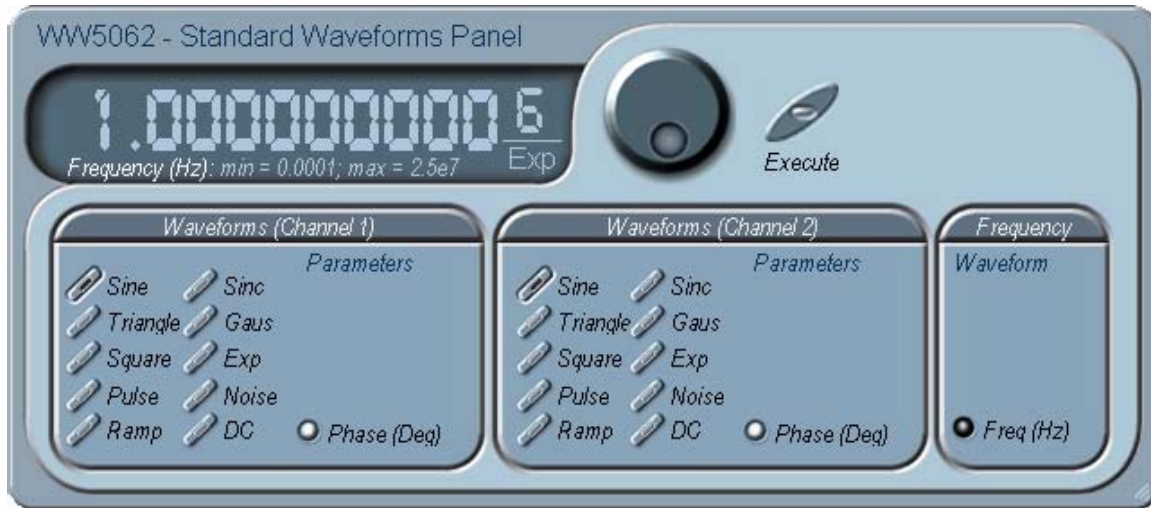 WW5062 - Standard Waveforms Panel
1.000000000 6
Exp
Frequency (Hz): min = 0.0001; max = 2.5e7
Execute
Waveforms (Channel 1)
Parameters
Sine Sinc
Triangle Gaus
Square Exp
Pulse Noise
Ramp DC Phase (Deg)
Waveforms (Channel 2)
Parameters
Sine Sinc
Triangle Gaus
Square Exp
Pulse Noise
Ramp DC Phase (Deg)
Frequency
Waveform
Freq (Hz)